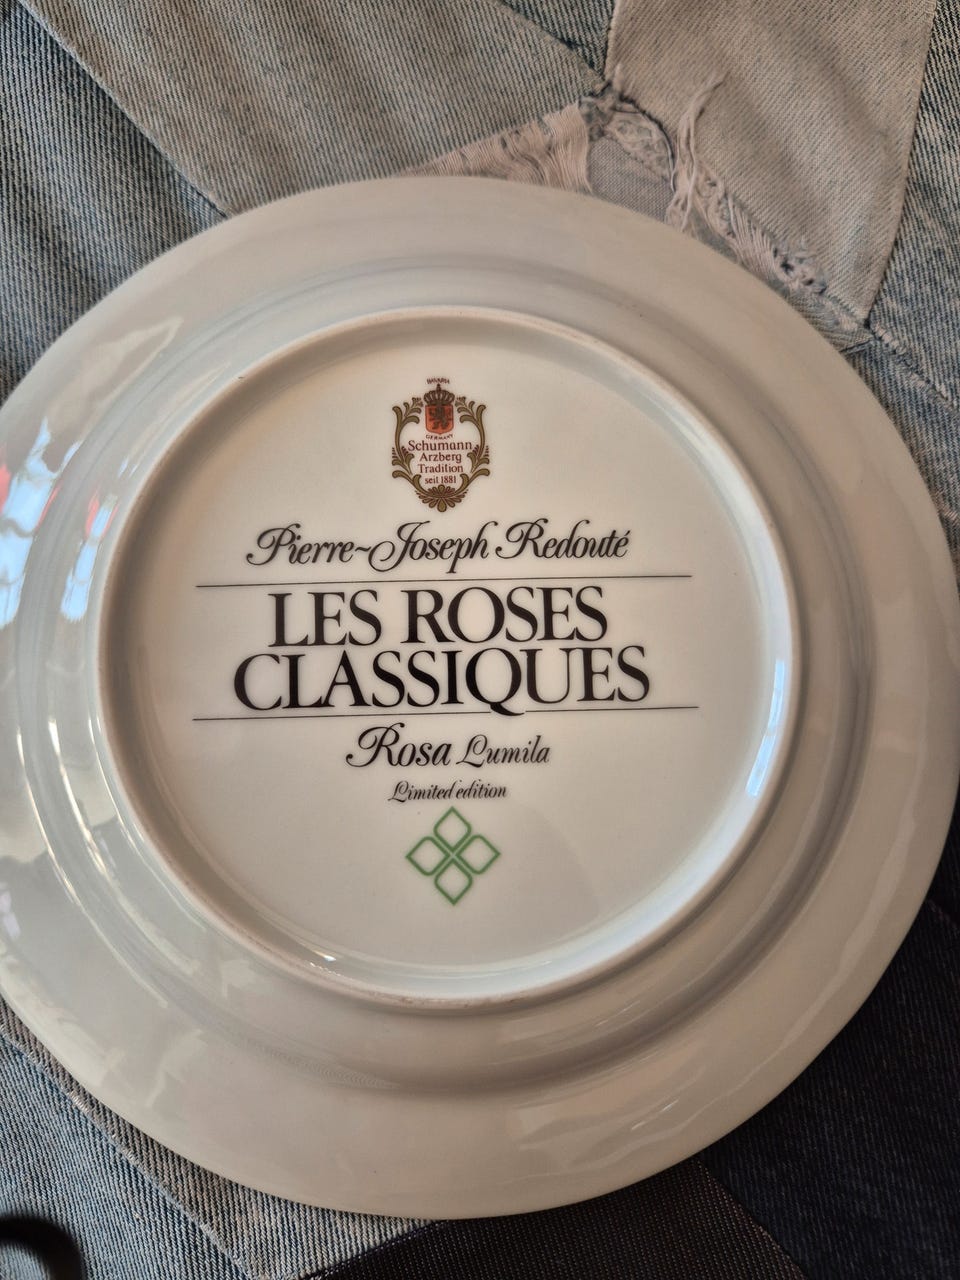 BAVARIA
GERMANY
Schumann
Arzberg
Tradition
seit 1881
Pierre~Joseph Redouté
LES ROSES
CLASSIQUES
Rosa Lumila
Limited edition